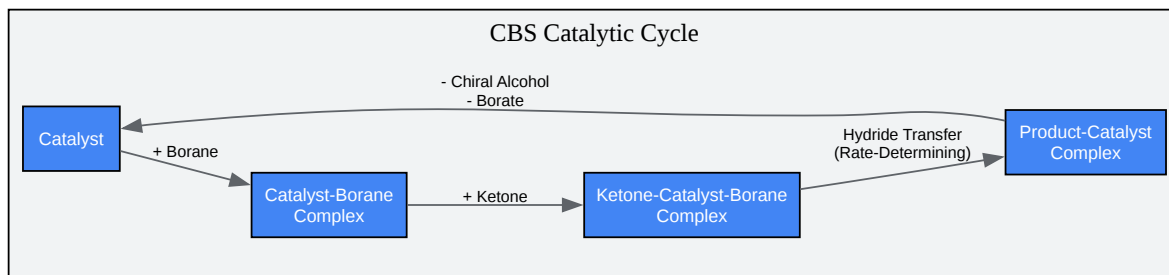 CBS Catalytic Cycle
- Chiral Alcohol
- Borate
Catalyst
+ Borane
Catalyst-Borane
Complex
+ Ketone
Ketone-Catalyst-Borane
Complex
Hydride Transfer
(Rate-Determining)
Product-Catalyst
Complex